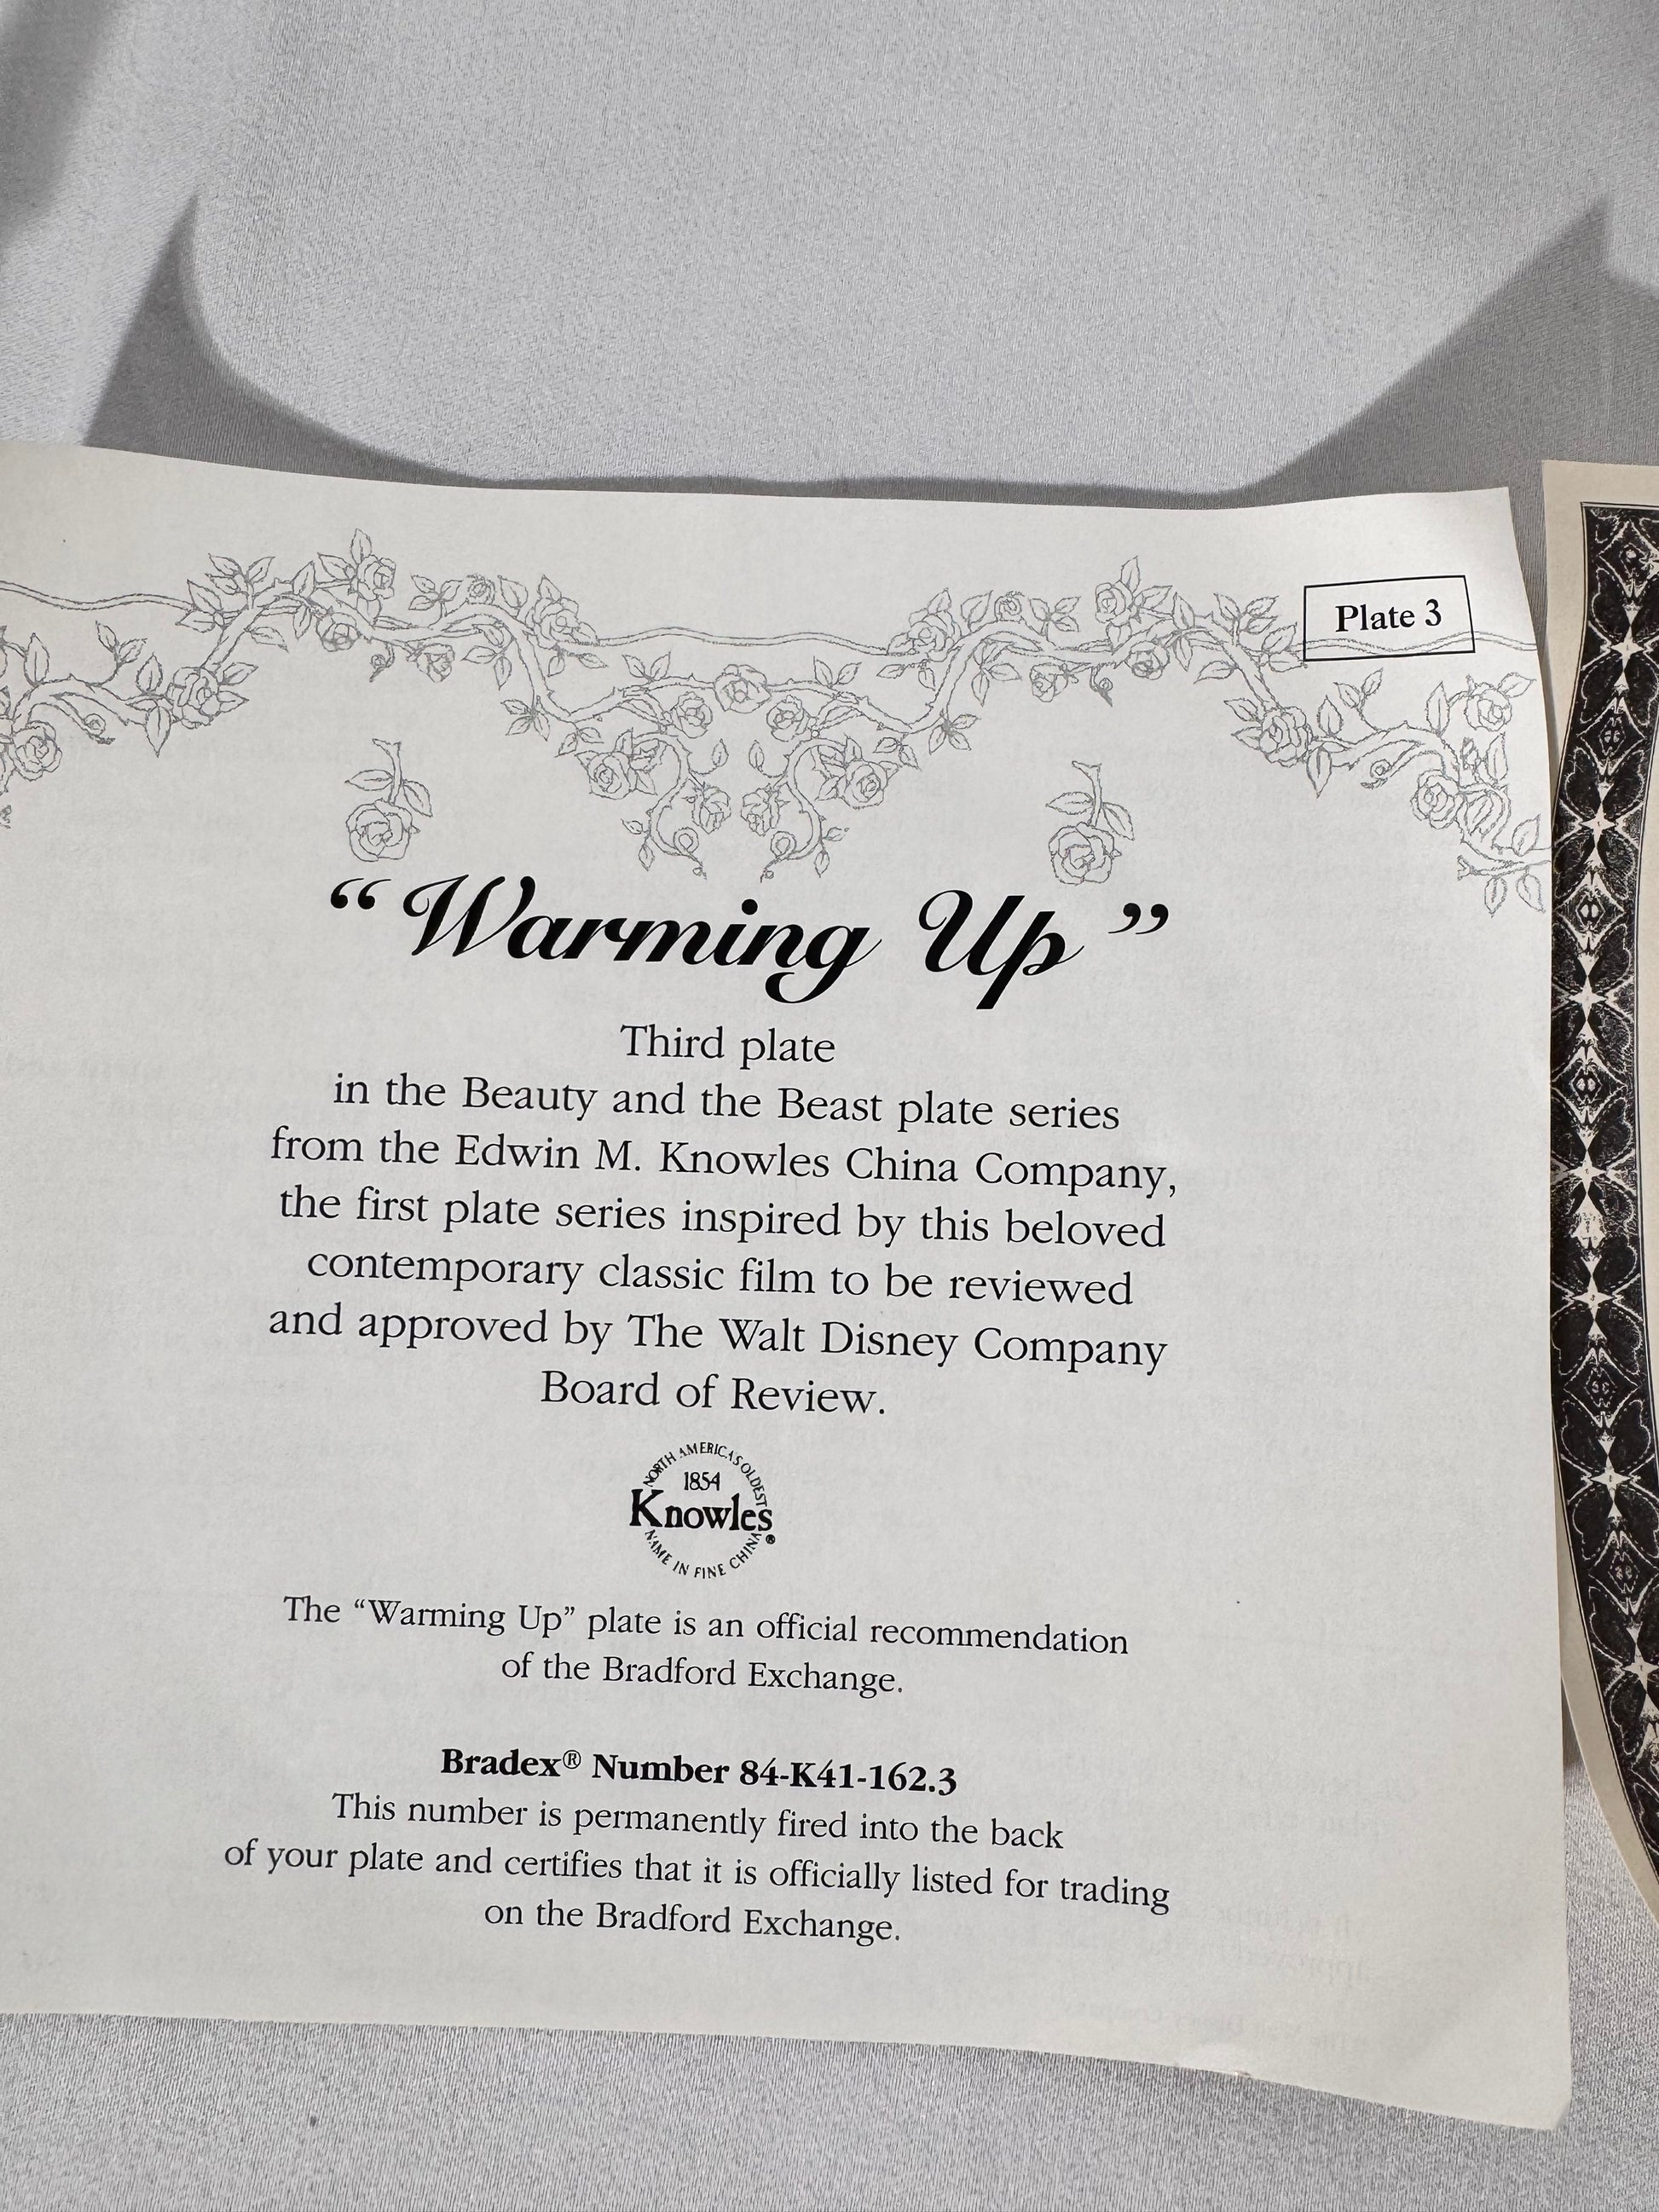 Plate 3
“Warming Up”
Third plate
in the Beauty and the Beast plate series
from the Edwin M. Knowles China Company,
the first plate series inspired by this beloved
contemporary classic film to be reviewed
and approved by The Walt Disney Company
Board of Review.
NORTH AMERICA'S OLDEST
1854
Knowles®
NAME IN FINE CHINA
The “Warming Up” plate is an official recommendation
of the Bradford Exchange.
Bradex® Number 84-K41-162.3
This number is permanently fired into the back
of your plate and certifies that it is officially listed for trading
on the Bradford Exchange.